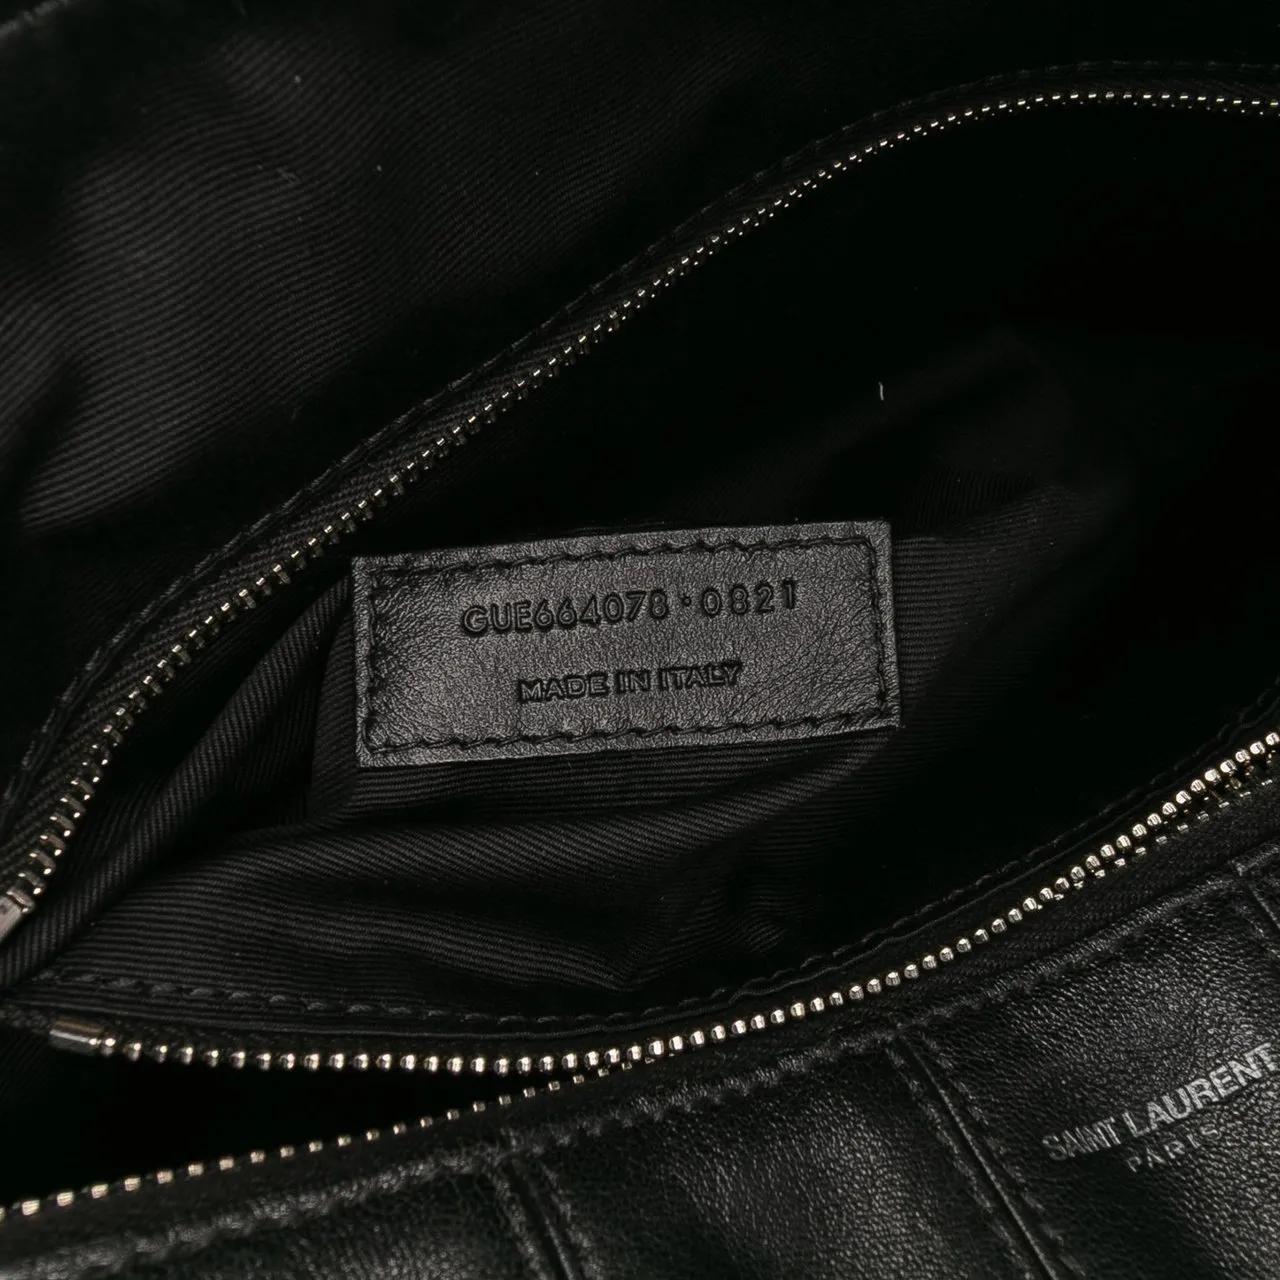 GUE664078·0821
MADE IN ITALY
SAINT LAURENT
PARIS